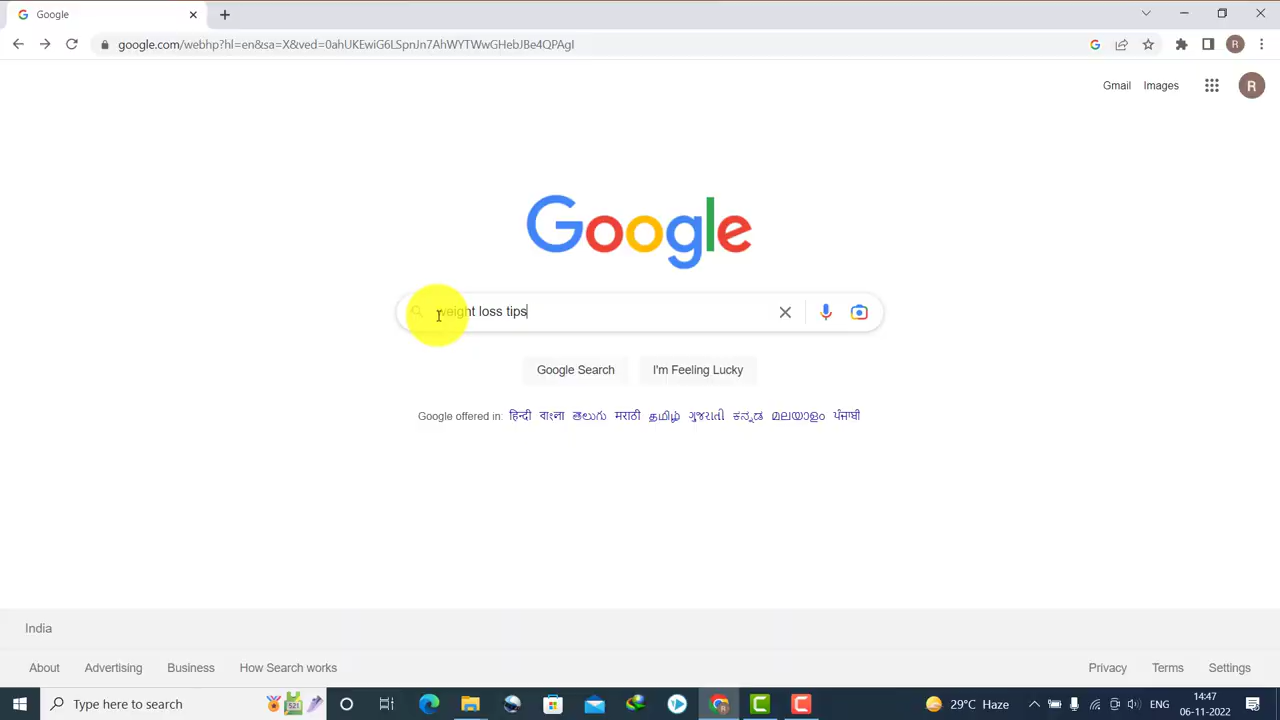 Google
google.com/webhp?hl=en&sa=X&ved=0ahUKEwiG6LSpnJn7AhWYTWwGHebJBe4QPAgI
R
Gmail Images R
Google
weight loss tips
Google Search I'm Feeling Lucky
Google offered in: हिन्दी বাংলা తెలుగు मराठी தமிழ் ગુજરાતી ಕನ್ನಡ മലയാളം ਪੰਜਾਬੀ
India
About Advertising Business How Search works Privacy Terms Settings
Type here to search 29°C Haze ENG 14:47
06-11-2022